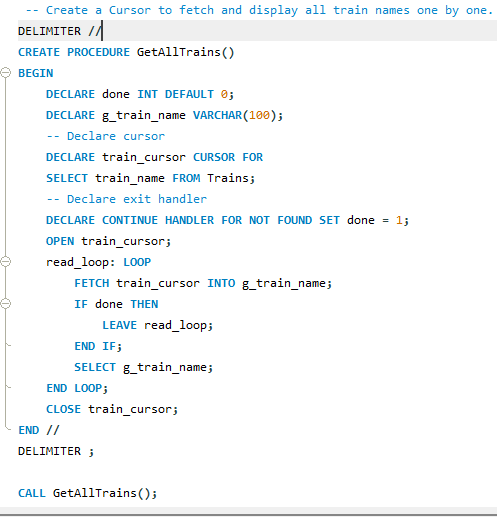 -- Create a Cursor to fetch and display all train names one by one.
DELIMITER //
CREATE PROCEDURE GetAllTrains()
BEGIN
    DECLARE done INT DEFAULT 0;
    DECLARE g_train_name VARCHAR(100);
    -- Declare cursor
    DECLARE train_cursor CURSOR FOR
    SELECT train_name FROM Trains;
    -- Declare exit handler
    DECLARE CONTINUE HANDLER FOR NOT FOUND SET done = 1;
    OPEN train_cursor;
    read_loop: LOOP
        FETCH train_cursor INTO g_train_name;
        IF done THEN
            LEAVE read_loop;
        END IF;
        SELECT g_train_name;
    END LOOP;
    CLOSE train_cursor;
END //
DELIMITER ;
CALL GetAllTrains();